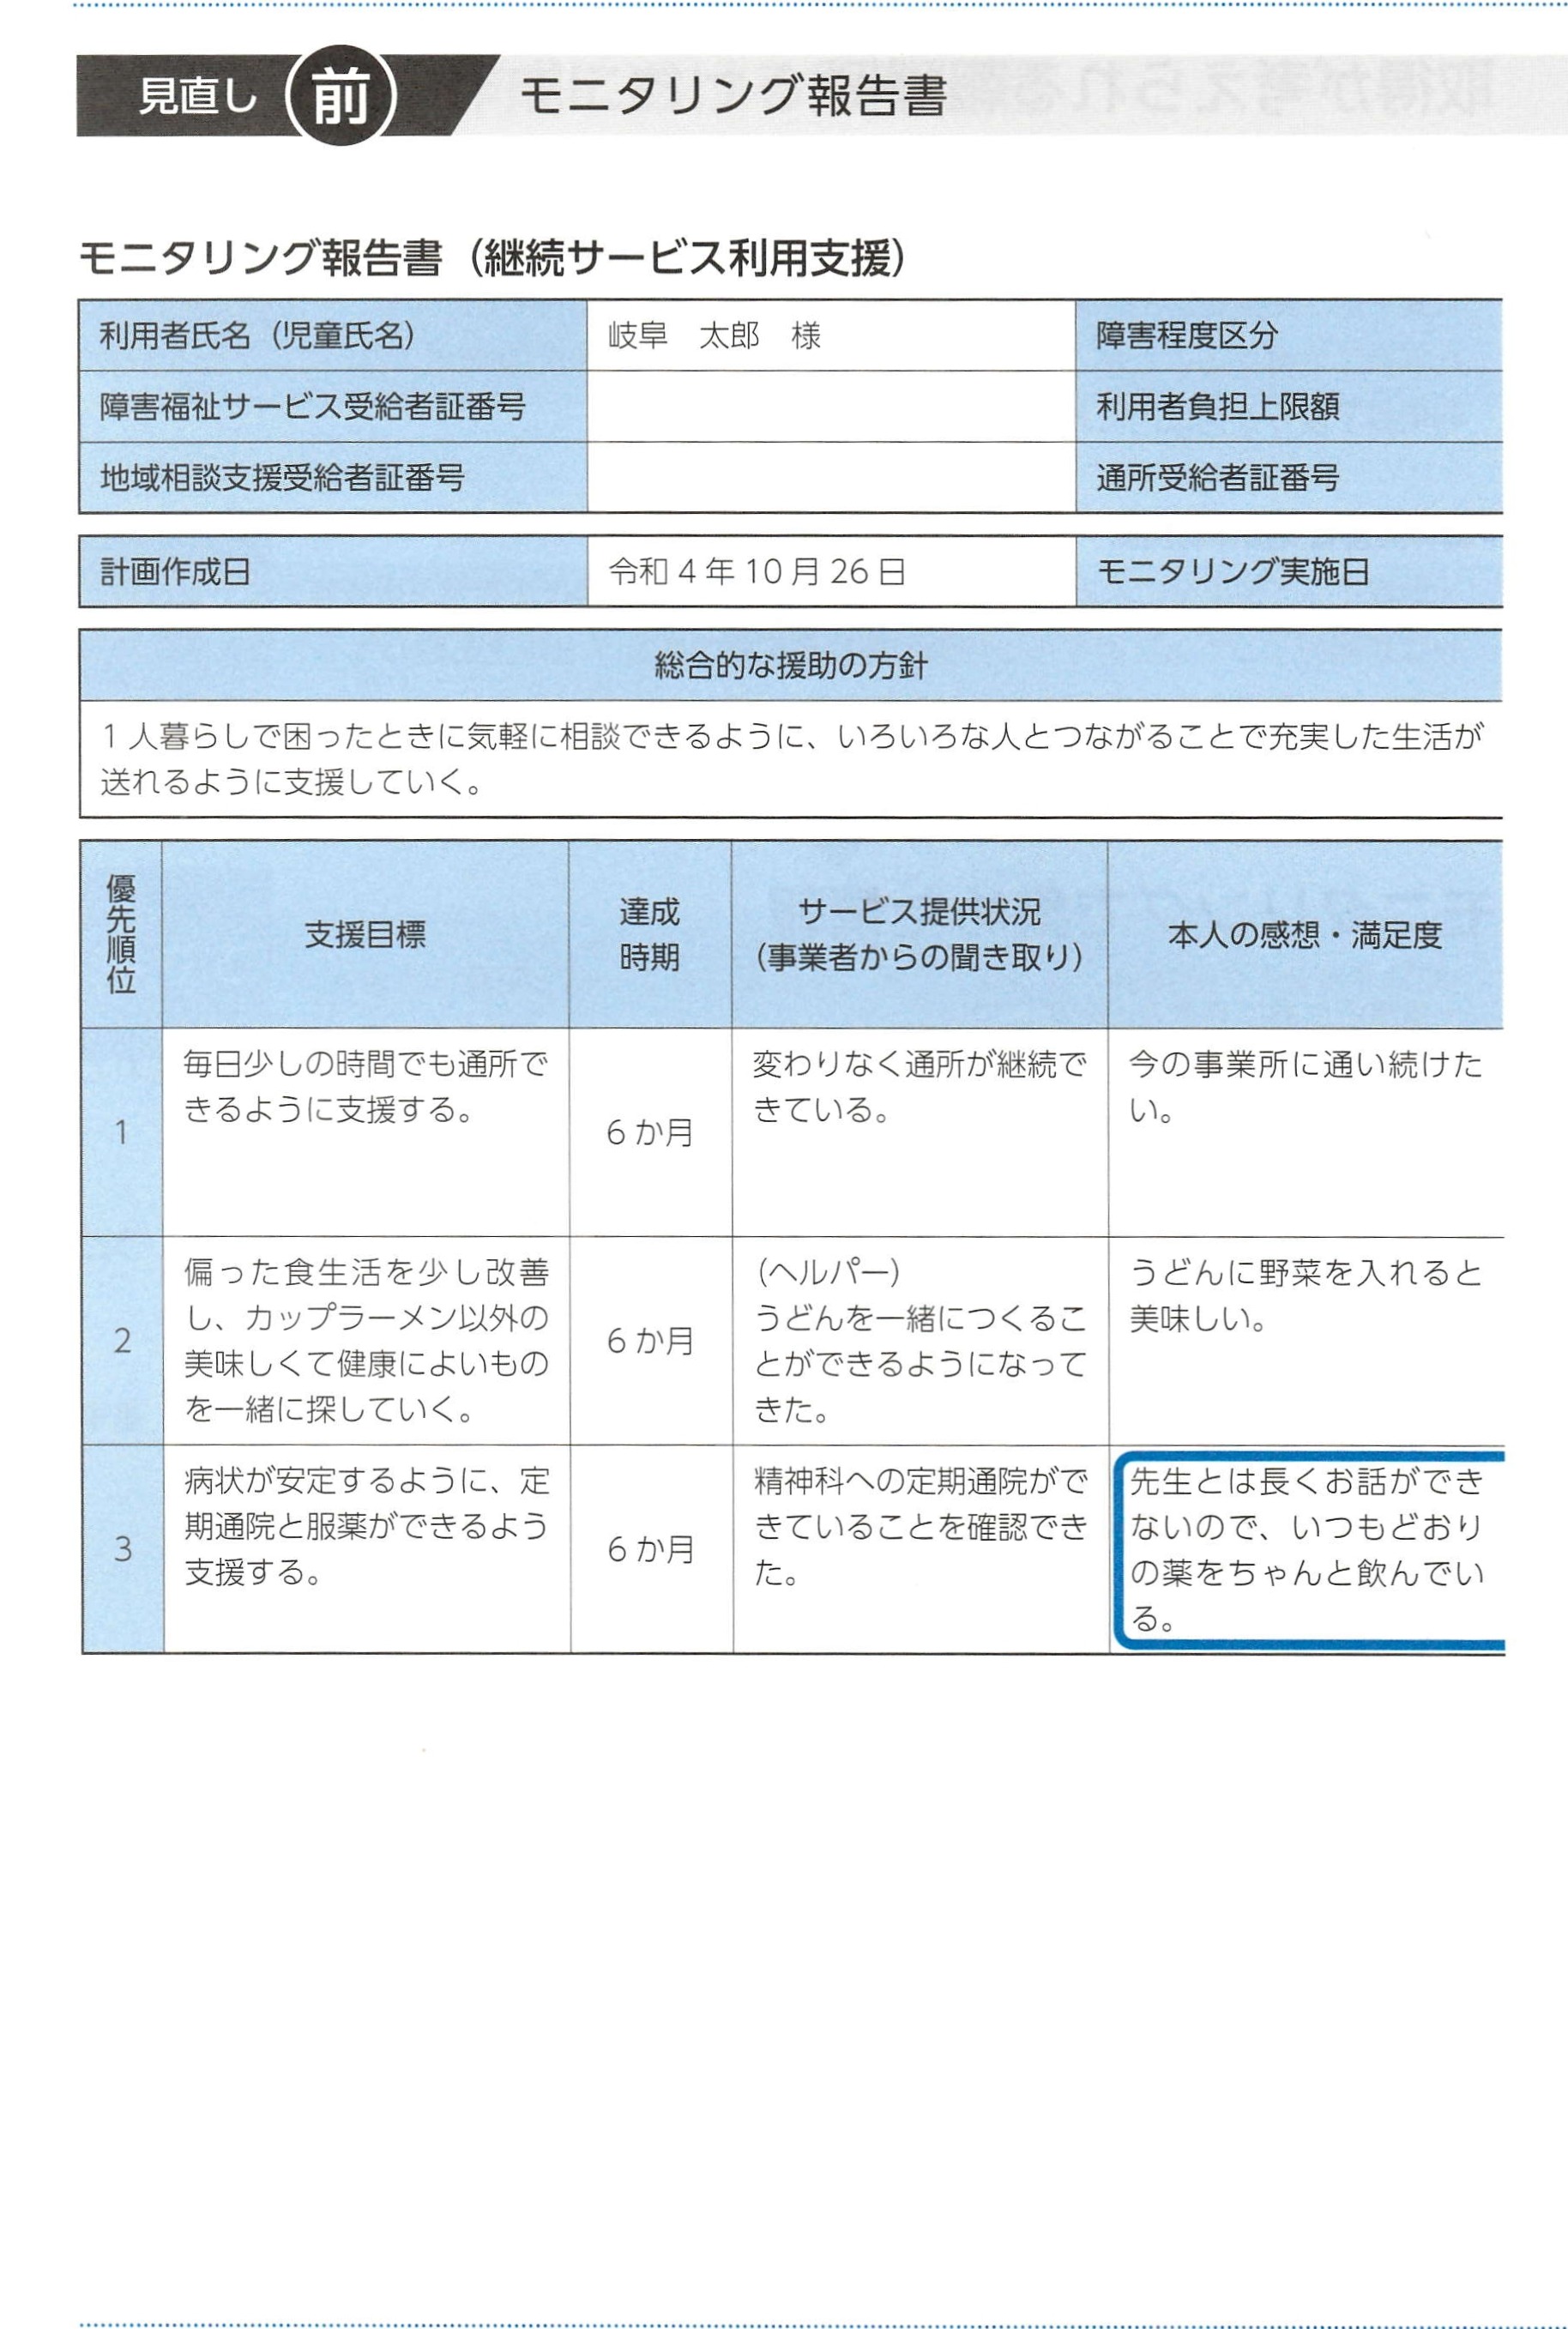 見直し 前 モニタリング報告書
モニタリング報告書（継続サービス利用支援）
利用者氏名（児童氏名） 岐阜　太郎　様 障害程度区分
障害福祉サービス受給者証番号 利用者負担上限額
地域相談支援受給者証番号 通所受給者証番号
計画作成日 令和4年10月26日 モニタリング実施日
総合的な援助の方針
1人暮らしで困ったときに気軽に相談できるように、いろいろな人とつながることで充実した生活が
送れるように支援していく。
優先順位
支援目標
達成
時期
サービス提供状況
（事業者からの聞き取り）
本人の感想・満足度
1
毎日少しの時間でも通所で
きるように支援する。
6か月
変わりなく通所が継続で
きている。
今の事業所に通い続けた
い。
2
偏った食生活を少し改善
し、カップラーメン以外の
美味しくて健康によいもの
を一緒に探していく。
6か月
（ヘルパー）
うどんを一緒につくるこ
とができるようになって
きた。
うどんに野菜を入れると
美味しい。
3
病状が安定するように、定
期通院と服薬ができるよう
支援する。
6か月
精神科への定期通院がで
きていることを確認でき
た。
先生とは長くお話ができ
ないので、いつもどおり
の薬をちゃんと飲んでい
る。